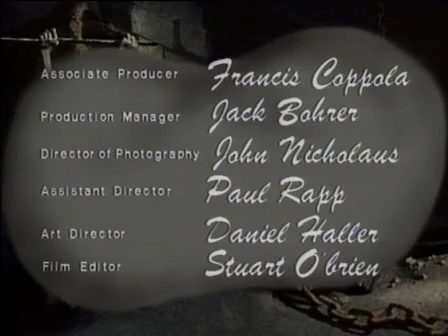 Associate Producer Francis Coppola
Production Manager Jack Bohrer
Director of Photography John Nicholaus
Assistant Director Paul Rapp
Art Director Daniel Haller
Film Editor Stuart O'brien